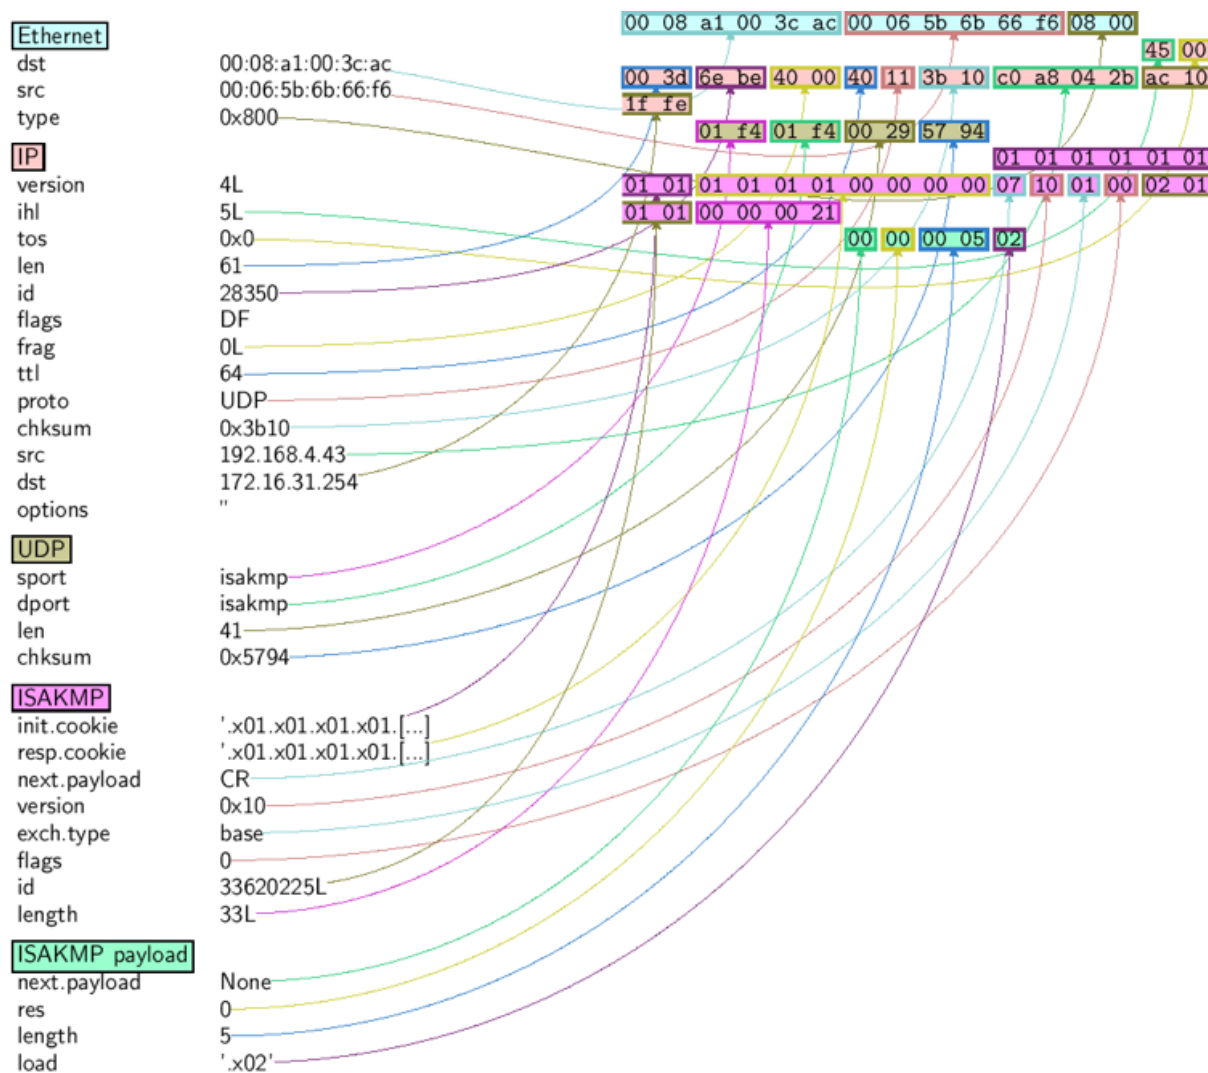 00 08 a1 00 3c ac 00 06 5b 6b 66 f6 08 00
Ethernet
45 00
dst 00:08:a1:00:3c:ac
00 3d 6e be 40 00 40 11 3b 10 c0 a8 04 2b ac 10
src 00:06:5b:6b:66:f6
1f fe
type 0x800
01 f4 01 f4 00 29 57 94
IP
01 01 01 01 01 01
version 4L
01 01 01 01 01 01 00 00 00 00 07 10 01 00 02 01
ihl 5L
01 01 00 00 00 21
tos 0x0
00 00 00 05 02
len 61
id 28350
flags DF
frag 0L
ttl 64
proto UDP
chksum 0x3b10
src 192.168.4.43
dst 172.16.31.254
options ''
UDP
sport isakmp
dport isakmp
len 41
chksum 0x5794
ISAKMP
init.cookie '.x01.x01.x01.x01.[...]
resp.cookie '.x01.x01.x01.x01.[...]
next.payload CR
version 0x10
exch.type base
flags 0
id 33620225L
length 33L
ISAKMP payload
next.payload None
res 0
length 5
load '.x02'